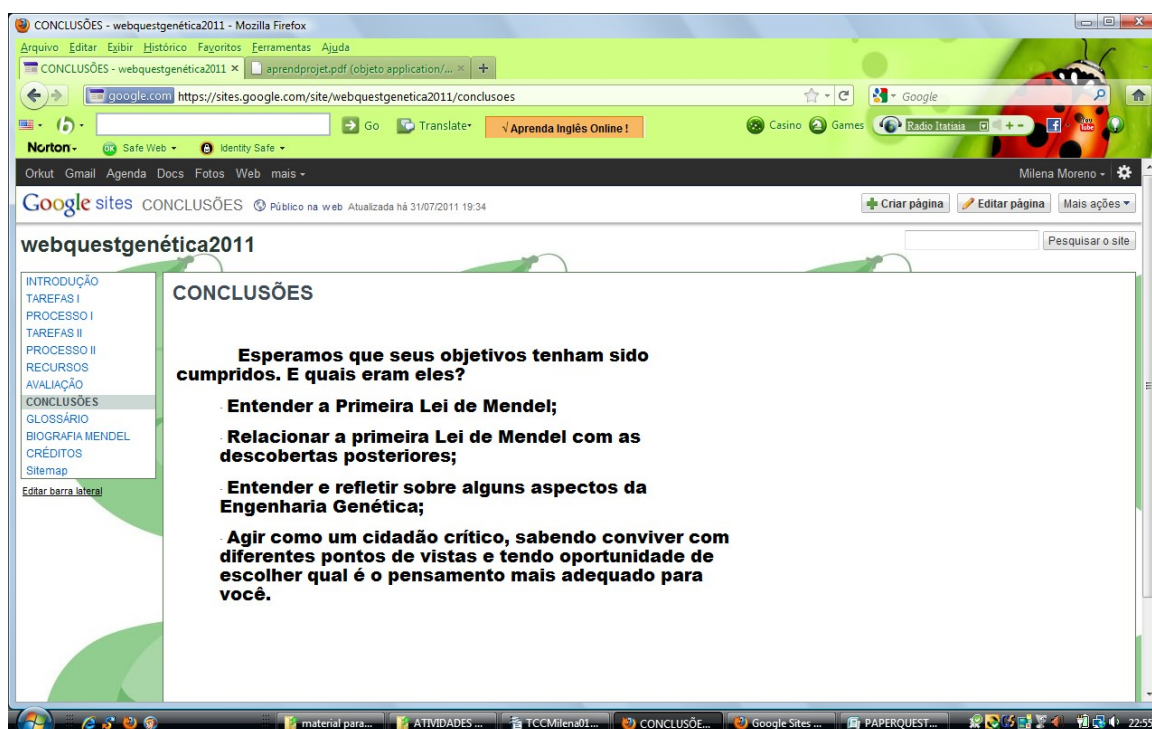 CONCLUSÕES - webquestgenética2011 - Mozilla Firefox
Arquivo Editar Exibir Histórico Favoritos Ferramentas Ajuda
CONCLUSÕES - webquestgenética2011 × aprendprojet.pdf (objeto application/... × +
google.com https://sites.google.com/site/webquestgenetica2011/conclusoes Google
Go Translate √ Aprenda Inglês Online ! Casino Games Radio Itatiaia You Tube
Norton Safe Web Identity Safe
Orkut Gmail Agenda Docs Fotos Web mais Milena Moreno
Google sites CONCLUSÕES Público na web Atualizada há 31/07/2011 19:34 Criar página Editar página Mais ações
webquestgenética2011 Pesquisar o site
INTRODUÇÃO
TAREFAS I
PROCESSO I
TAREFAS II
PROCESSO II
RECURSOS
AVALIAÇÃO
CONCLUSÕES
GLOSSÁRIO
BIOGRAFIA MENDEL
CRÉDITOS
Sitemap
Editar barra lateral
CONCLUSÕES
Esperamos que seus objetivos tenham sido
cumpridos. E quais eram eles?
· Entender a Primeira Lei de Mendel;
· Relacionar a primeira Lei de Mendel com as
descobertas posteriores;
· Entender e refletir sobre alguns aspectos da
Engenharia Genética;
· Agir como um cidadão crítico, sabendo conviver com
diferentes pontos de vistas e tendo oportunidade de
escolher qual é o pensamento mais adequado para
você.
material para... ATIVIDADES ... TCCMilena01... CONCLUSÕE... Google Sites ... PAPERQUEST... 22:55